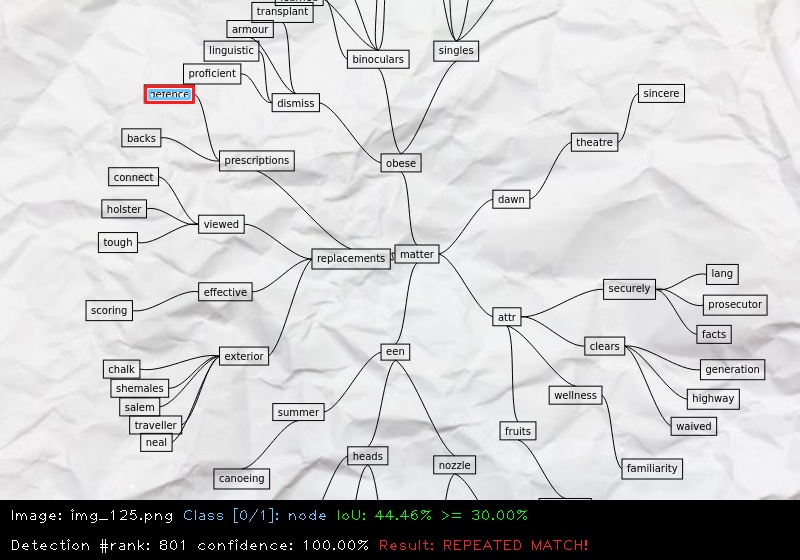 transplant
armour
linguistic
binoculars
singles
proficient
defence
dismiss
sincere
backs
prescriptions
obese
theatre
connect
dawn
holster
viewed
tough
replacements
matter
lang
securely
effective
prosecutor
scoring
attr
facts
exterior
een
clears
chalk
generation
shemales
wellness
highway
salem
summer
traveller
waived
neal
fruits
heads
nozzle
familiarity
canoeing
Image: img_125.png Class [0/1]: node IoU: 44.46% >= 30.00%
Detection #rank: 801 confidence: 100.00% Result: REPEATED MATCH!